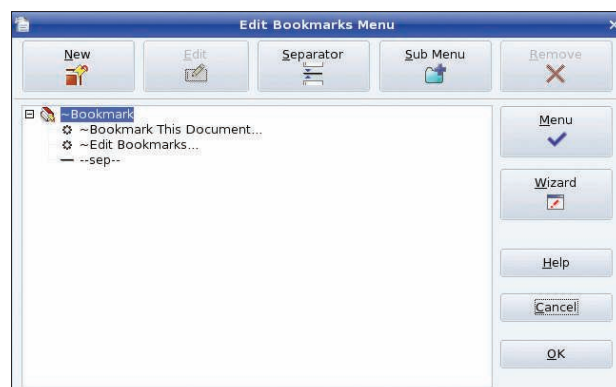 Edit Bookmarks Menu
New
Edit
Separator
Sub Menu
Remove
~Bookmark
~Bookmark This Document...
~Edit Bookmarks...
--sep--
Menu
Wizard
Help
Cancel
OK